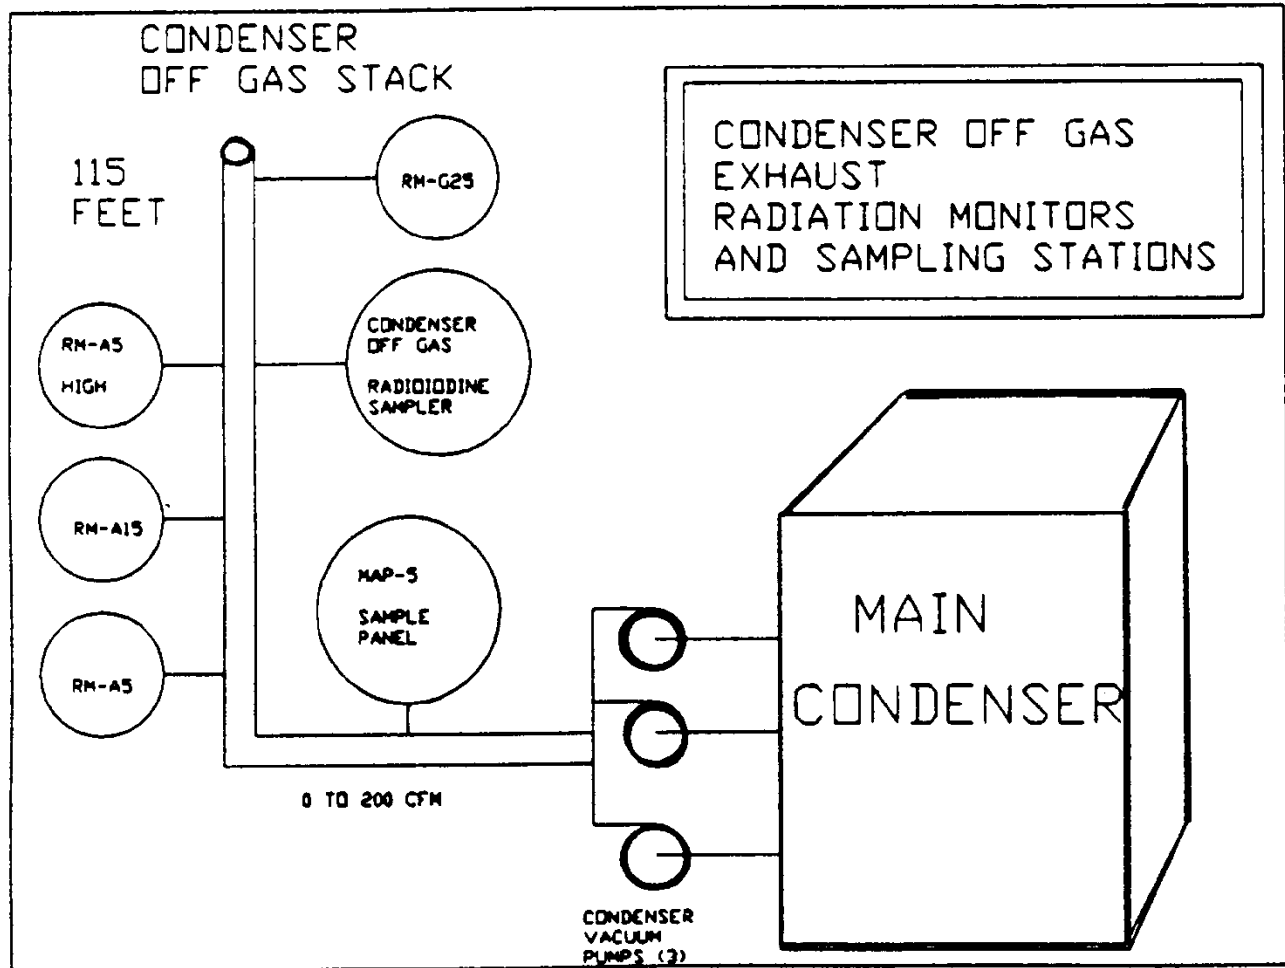 CONDENSER
OFF GAS STACK
115
FEET
RM-G25
CONDENSER OFF GAS
EXHAUST
RADIATION MONITORS
AND SAMPLING STATIONS
RM-A5
HIGH
CONDENSER
OFF GAS
RADIOIODINE
SAMPLER
RM-A15
MAP-5
SAMPLE
PANEL
RM-A5
MAIN
CONDENSER
0 TO 200 CFM
CONDENSER
VACUUM
PUMPS (3)